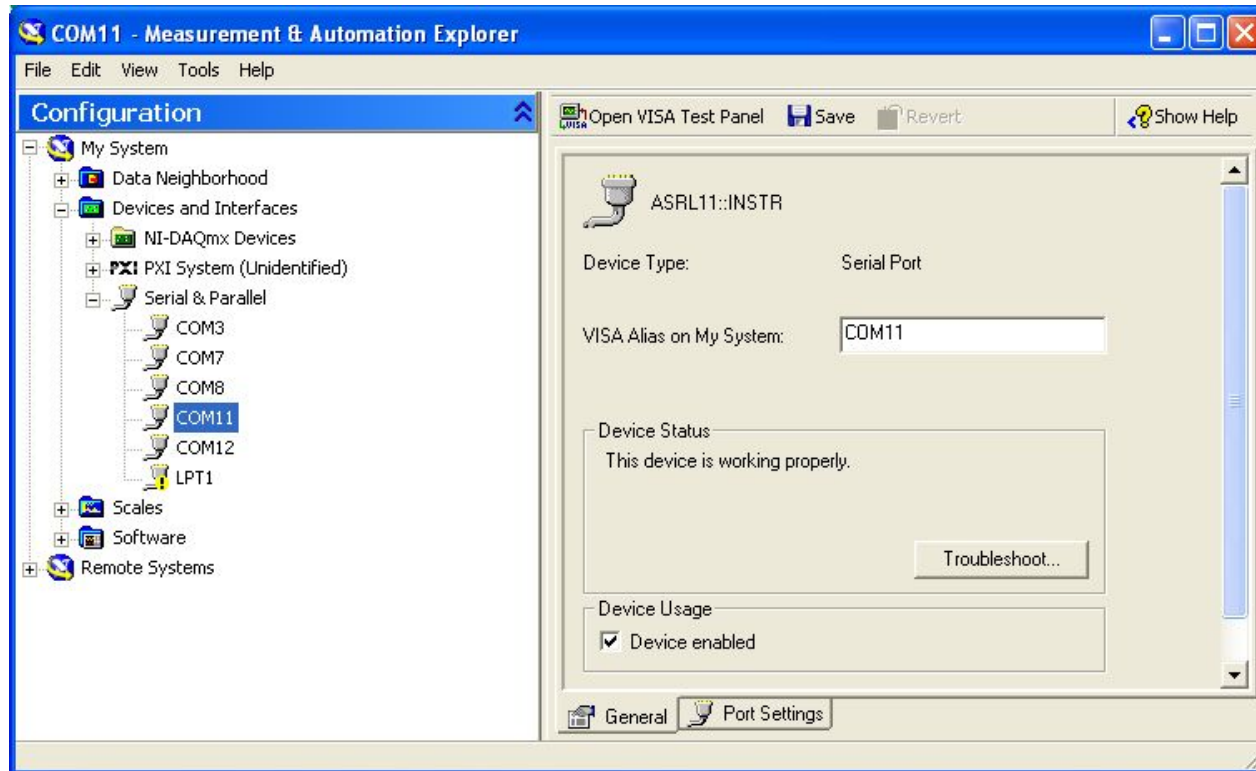 COM11 - Measurement & Automation Explorer
File Edit View Tools Help
Configuration
My System
Data Neighborhood
Devices and Interfaces
NI-DAQmx Devices
PXI PXI System (Unidentified)
Serial & Parallel
COM3
COM7
COM8
COM11
COM12
LPT1
Scales
Software
Remote Systems
VISA Open VISA Test Panel Save Revert Show Help
ASRL11::INSTR
Device Type: Serial Port
VISA Alias on My System: COM11
Device Status
This device is working properly.
Troubleshoot...
Device Usage
Device enabled
General Port Settings